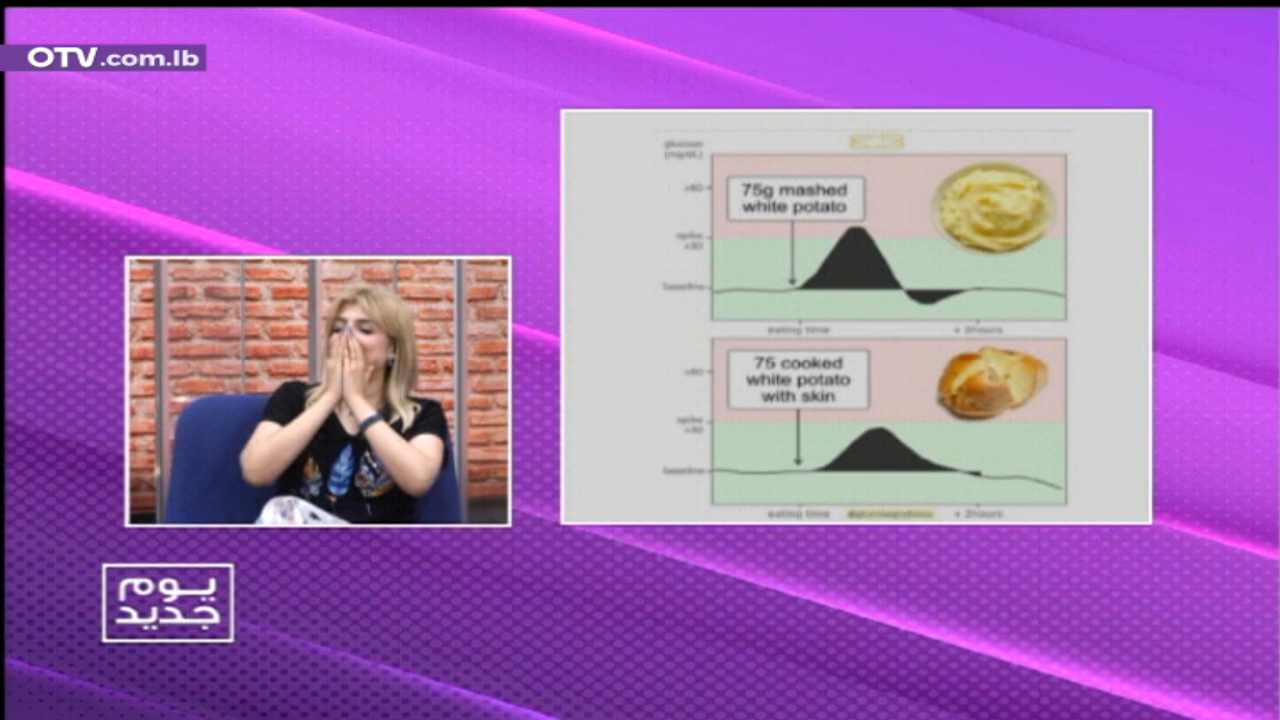 OTV.com.lb
glucose
(mg/dL)
+60
75g mashed
white potato
spike
+30
baseline
eating time
+ 2hours
75 cooked
white potato
with skin
+60
spike
+30
baseline
eating time
+ 2hours
يوم
جديد